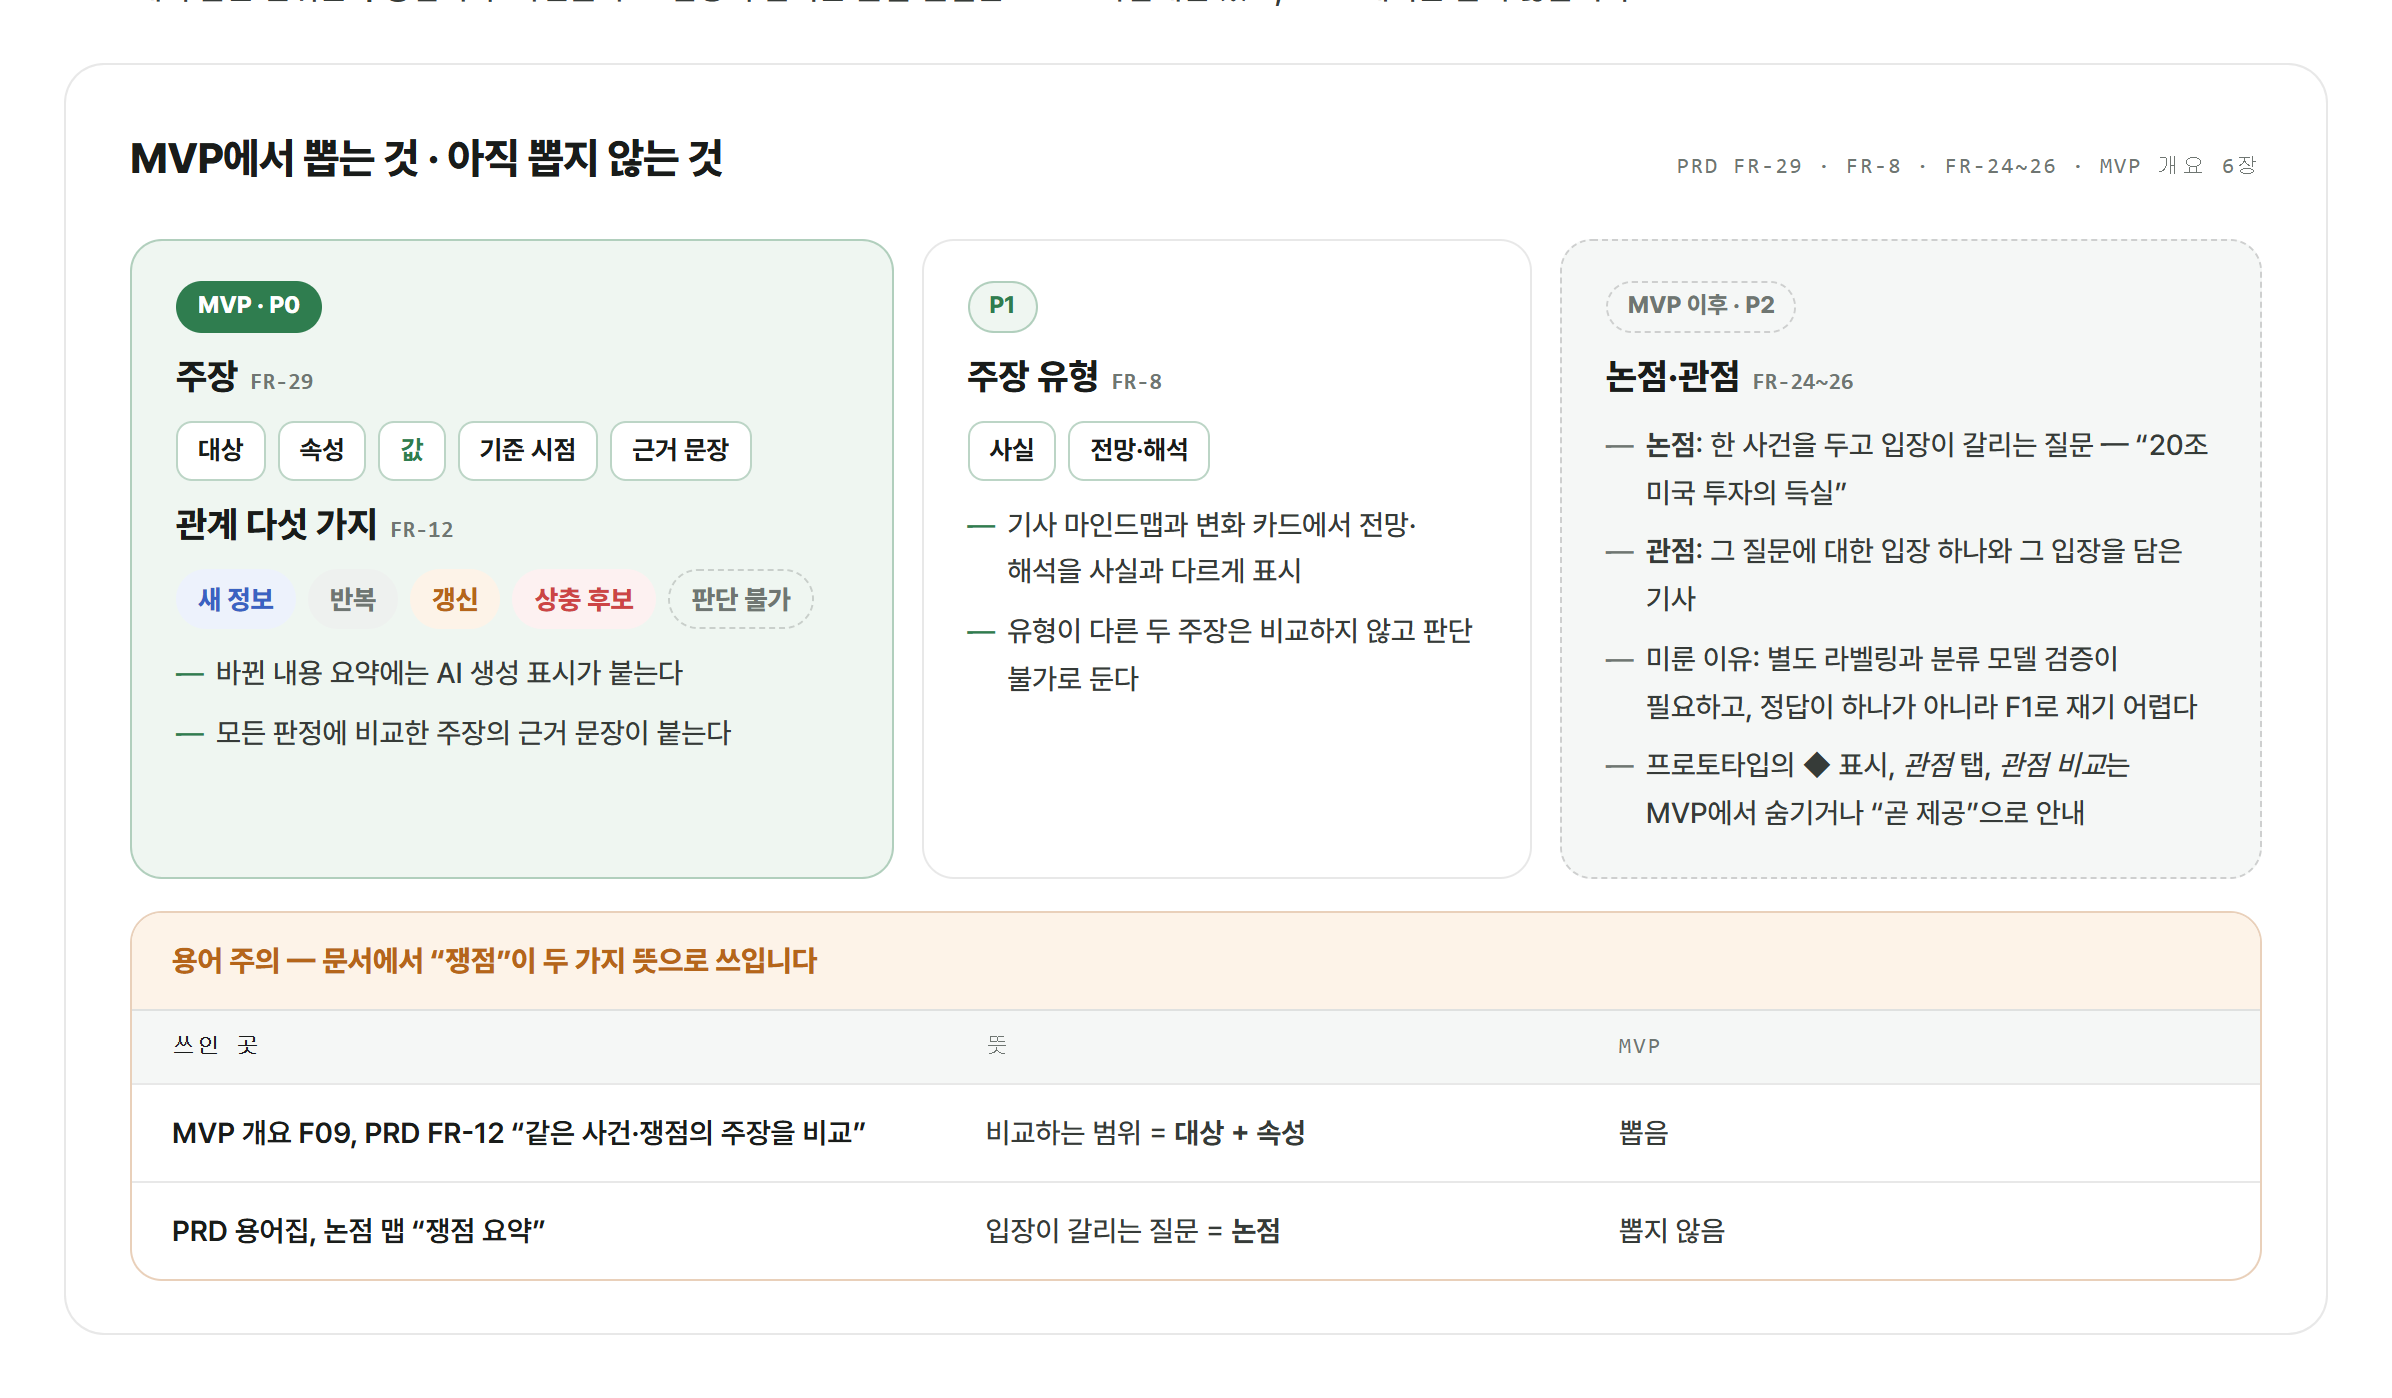 MVP에서 뽑는 것 · 아직 뽑지 않는 것
PRD FR-29 · FR-8 · FR-24~26 · MVP 개요 6장
MVP · P0
주장 FR-29
대상 속성 값 기준 시점 근거 문장
관계 다섯 가지 FR-12
새 정보 반복 갱신 상충 후보 판단 불가
— 바뀐 내용 요약에는 AI 생성 표시가 붙는다
— 모든 판정에 비교한 주장의 근거 문장이 붙는다
P1
주장 유형 FR-8
사실 전망·해석
— 기사 마인드맵과 변화 카드에서 전망·
해석을 사실과 다르게 표시
— 유형이 다른 두 주장은 비교하지 않고 판단
불가로 둔다
MVP 이후 · P2
논점·관점 FR-24~26
— 논점: 한 사건을 두고 입장이 갈리는 질문 — “20조
미국 투자의 득실”
— 관점: 그 질문에 대한 입장 하나와 그 입장을 담은
기사
— 미룬 이유: 별도 라벨링과 분류 모델 검증이
필요하고, 정답이 하나가 아니라 F1로 재기 어렵다
— 프로토타입의 ◆ 표시, 관점 탭, 관점 비교는
MVP에서 숨기거나 “곧 제공”으로 안내
용어 주의 — 문서에서 “쟁점”이 두 가지 뜻으로 쓰입니다
쓰인 곳 뜻 MVP
MVP 개요 F09, PRD FR-12 “같은 사건·쟁점의 주장을 비교” 비교하는 범위 = 대상 + 속성 뽑음
PRD 용어집, 논점 맵 “쟁점 요약” 입장이 갈리는 질문 = 논점 뽑지 않음